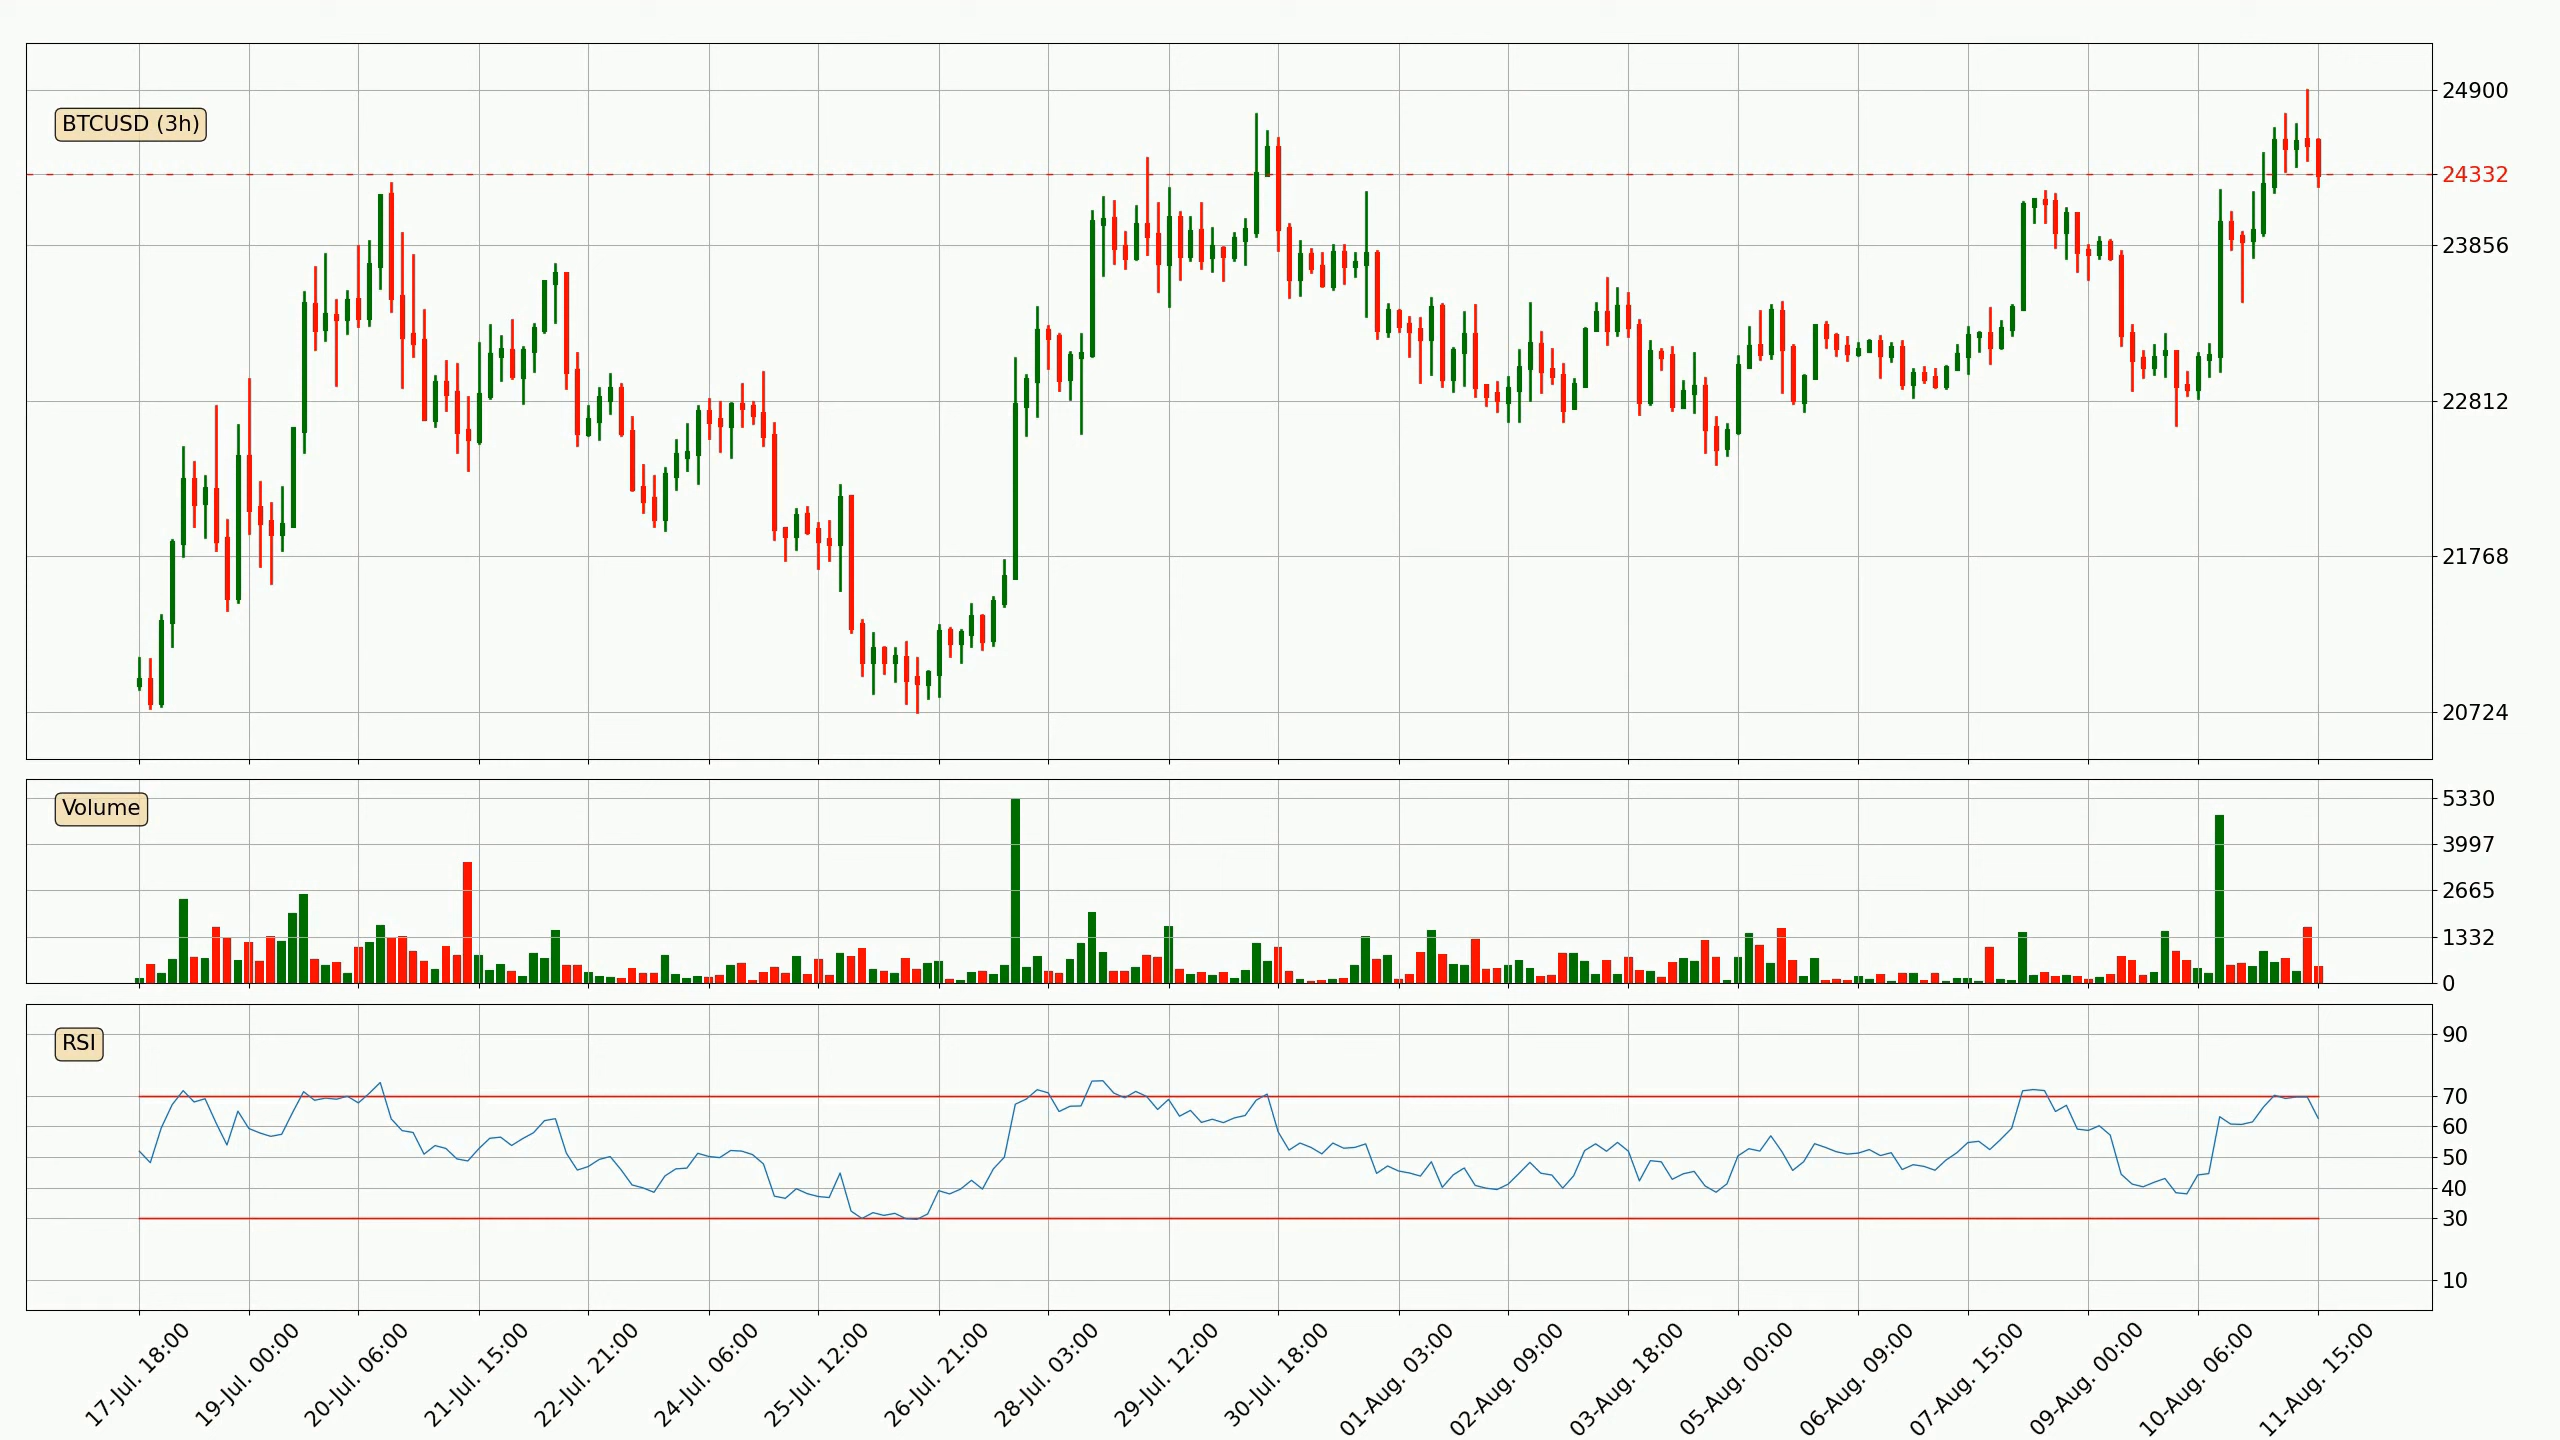 BTCUSD (3h)
24900
24332
23856
22812
21768
20724
Volume
5330
3997
2665
1332
0
RSI
90
70
60
50
40
30
10
17-Jul. 18:00
19-Jul. 00:00
20-Jul. 06:00
21-Jul. 15:00
22-Jul. 21:00
24-Jul. 06:00
25-Jul. 12:00
26-Jul. 21:00
28-Jul. 03:00
29-Jul. 12:00
30-Jul. 18:00
01-Aug. 03:00
02-Aug. 09:00
03-Aug. 18:00
05-Aug. 00:00
06-Aug. 09:00
07-Aug. 15:00
09-Aug. 00:00
10-Aug. 06:00
11-Aug. 15:00